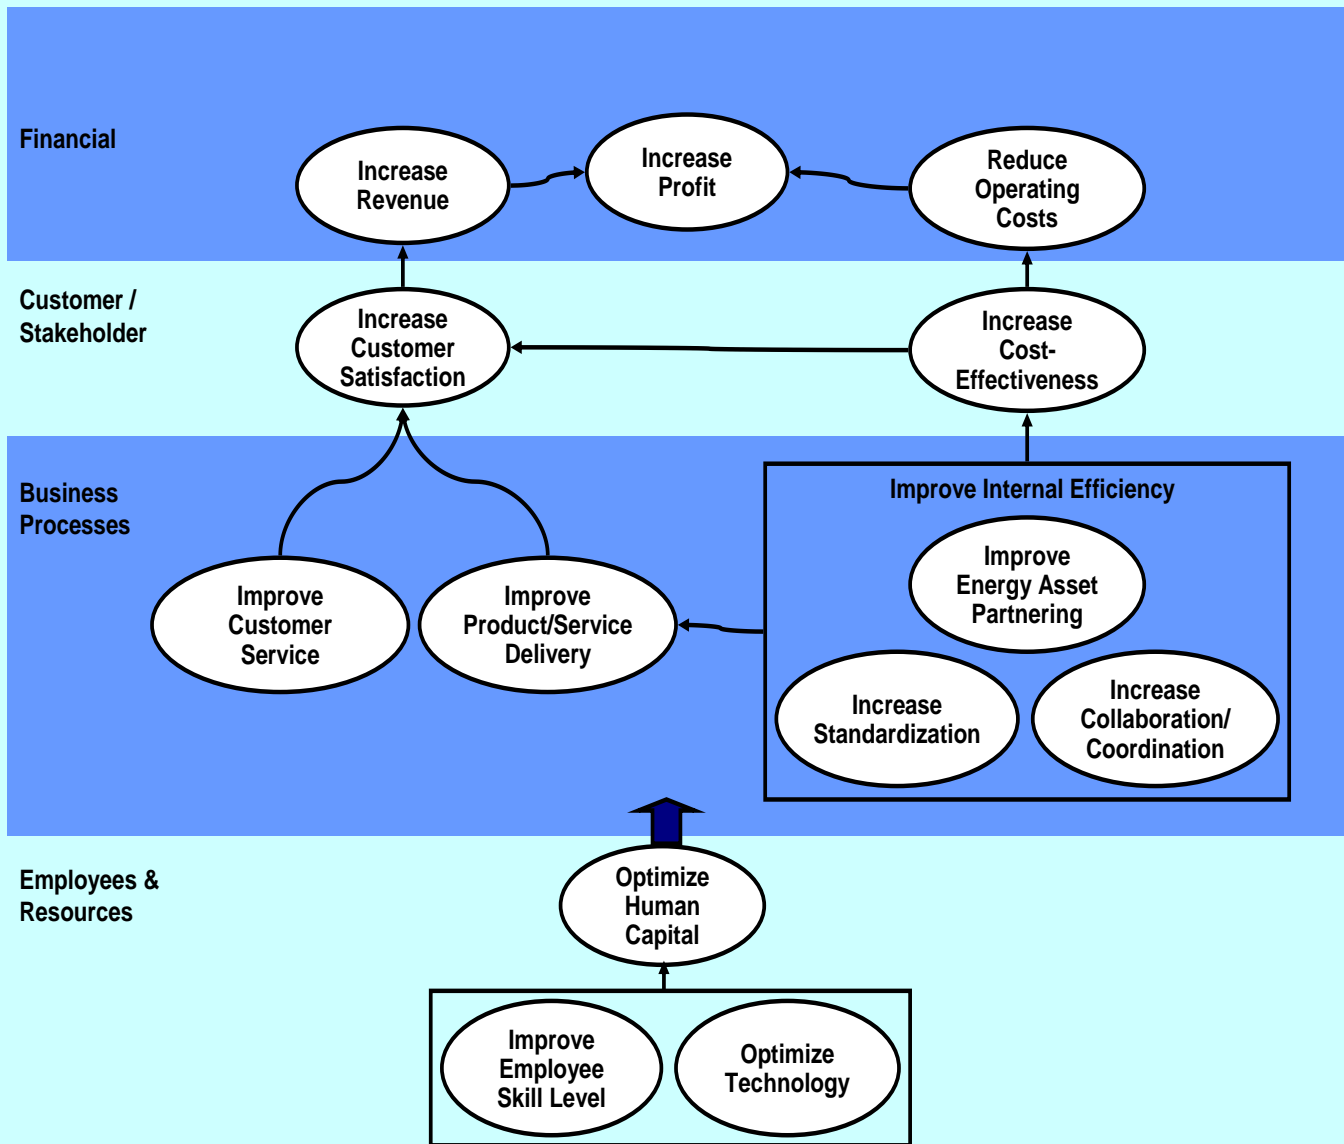 Financial
Increase
Revenue
Increase
Profit
Reduce
Operating
Costs
Customer /
Stakeholder
Increase
Customer
Satisfaction
Increase
Cost-
Effectiveness
Business
Processes
Improve Internal Efficiency
Improve
Energy Asset
Partnering
Improve
Customer
Service
Improve
Product/Service
Delivery
Increase
Standardization
Increase
Collaboration/
Coordination
Employees &
Resources
Optimize
Human
Capital
Improve
Employee
Skill Level
Optimize
Technology